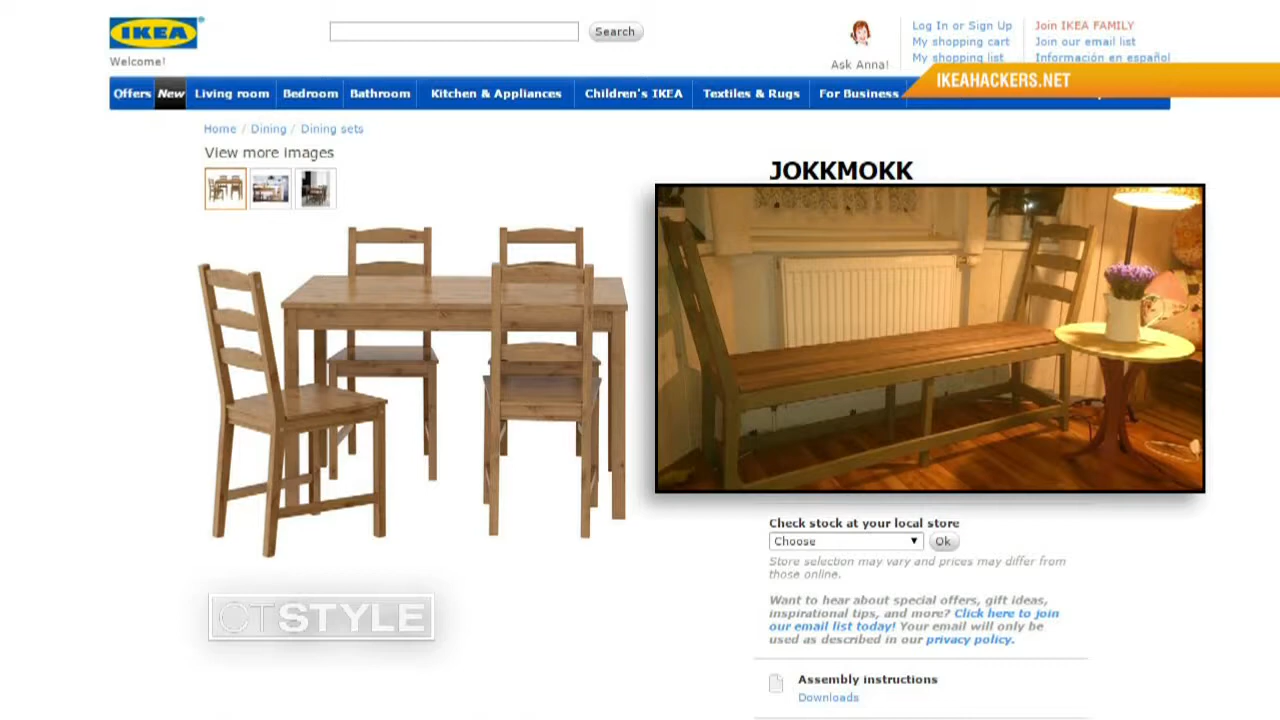 IKEA
Search
Log In or Sign Up
Join IKEA FAMILY
My shopping cart
Join our email list
Welcome!
Ask Anna!
My shopping list
Información en español
IKEAHACKERS.NET
Offers
New
Living room
Bedroom
Bathroom
Kitchen & Appliances
Children's IKEA
Textiles & Rugs
For Business
Home / Dining / Dining sets
View more images
JOKKMOKK
Check stock at your local store
Choose
Ok
Store selection may vary and prices may differ from
those online.
Want to hear about special offers, gift ideas,
inspirational tips, and more? Click here to join
our email list today! Your email will only be
used as described in our privacy policy.
OTSTYLE
Assembly instructions
Downloads